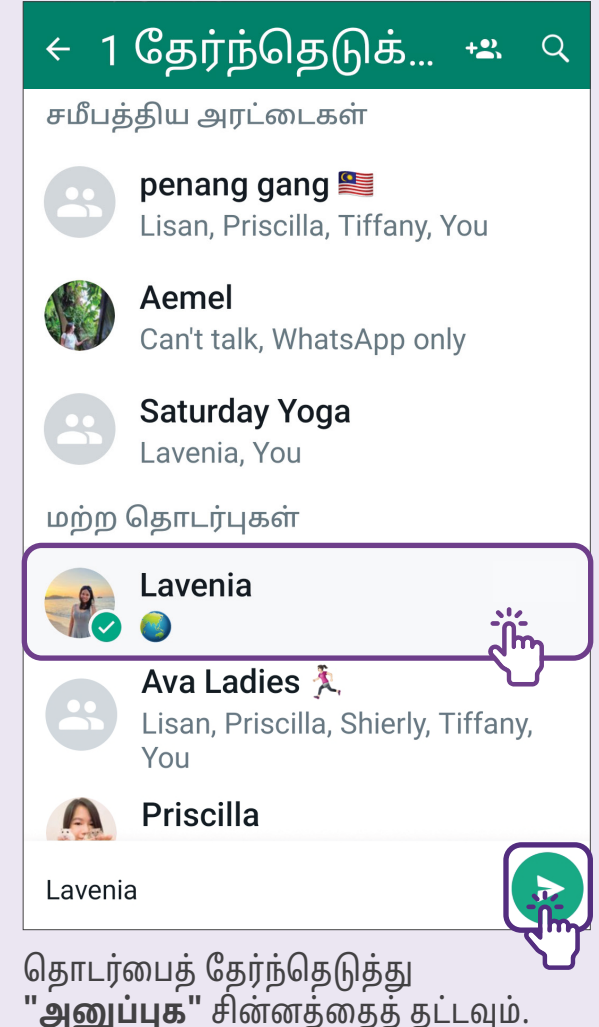 1 தேர்ந்தெடுக்...
சமீபத்திய அரட்டைகள்
penang gang 🇲🇾
Lisan, Priscilla, Tiffany, You
Aemel
Can't talk, WhatsApp only
Saturday Yoga
Lavenia, You
மற்ற தொடர்புகள்
Lavenia
🌏
Ava Ladies 🏃🏻‍♀️
Lisan, Priscilla, Shierly, Tiffany,
You
Priscilla
Lavenia
தொடர்பைத் தேர்ந்தெடுத்து
"அனுப்புக" சின்னத்தைத் தட்டவும்.